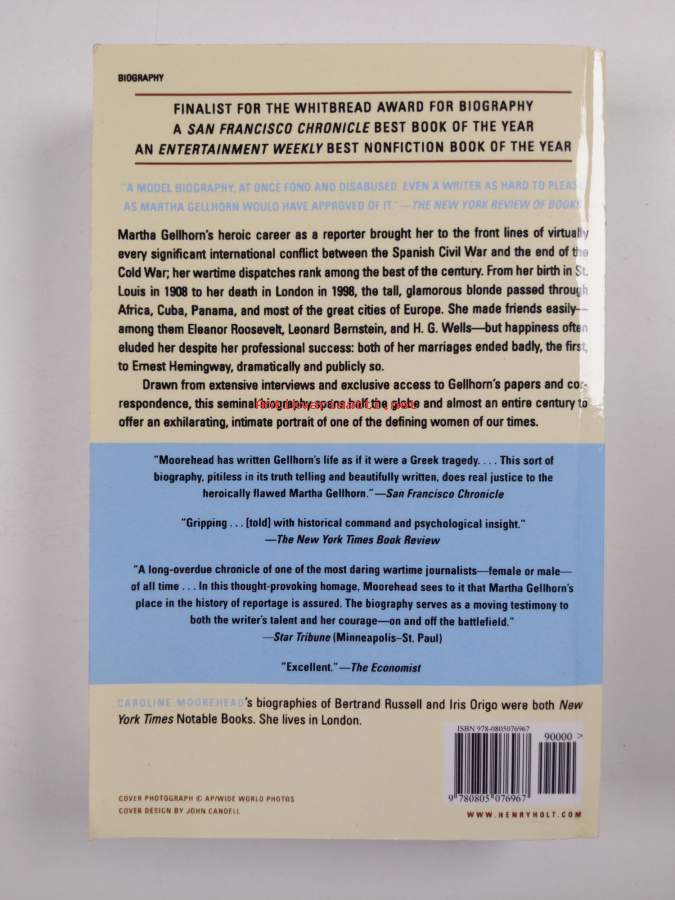 BIOGRAPHY
FINALIST FOR THE WHITBREAD AWARD FOR BIOGRAPHY
A SAN FRANCISCO CHRONICLE BEST BOOK OF THE YEAR
AN ENTERTAINMENT WEEKLY BEST NONFICTION BOOK OF THE YEAR
"A MODEL BIOGRAPHY, AT ONCE FOND AND DISABUSED. EVEN A WRITER AS HARD TO PLEASE
AS MARTHA GELLHORN WOULD HAVE APPROVED OF IT."—THE NEW YORK REVIEW OF BOOKS
Martha Gellhorn's heroic career as a reporter brought her to the front lines of virtually
every significant international conflict between the Spanish Civil War and the end of the
Cold War; her wartime dispatches rank among the best of the century. From her birth in St.
Louis in 1908 to her death in London in 1998, the tall, glamorous blonde passed through
Africa, Cuba, Panama, and most of the great cities of Europe. She made friends easily—
among them Eleanor Roosevelt, Leonard Bernstein, and H. G. Wells—but happiness often
eluded her despite her professional success: both of her marriages ended badly, the first,
to Ernest Hemingway, dramatically and publicly so.
Drawn from extensive interviews and exclusive access to Gellhorn's papers and cor-
respondence, this seminal biography spans half the globe and almost an entire century to
offer an exhilarating, intimate portrait of one of the defining women of our times.
"Moorehead has written Gellhorn's life as if it were a Greek tragedy. . . . This sort of
biography, pitiless in its truth telling and beautifully written, does real justice to the
heroically flawed Martha Gellhorn."—San Francisco Chronicle
"Gripping . . . [told] with historical command and psychological insight."
—The New York Times Book Review
"A long-overdue chronicle of one of the most daring wartime journalists—female or male—
of all time . . . In this thought-provoking homage, Moorehead sees to it that Martha Gellhorn's
place in the history of reportage is assured. The biography serves as a moving testimony to
both the writer's talent and her courage—on and off the battlefield."
—Star Tribune (Minneapolis–St. Paul)
"Excellent."—The Economist
CAROLINE MOOREHEAD's biographies of Bertrand Russell and Iris Origo were both New
York Times Notable Books. She lives in London.
ISBN 978-0805076967
90000 >
9 780805 076967
COVER PHOTOGRAPH © AP/WIDE WORLD PHOTOS
COVER DESIGN BY JOHN CANDELL
WWW.HENRYHOLT.COM